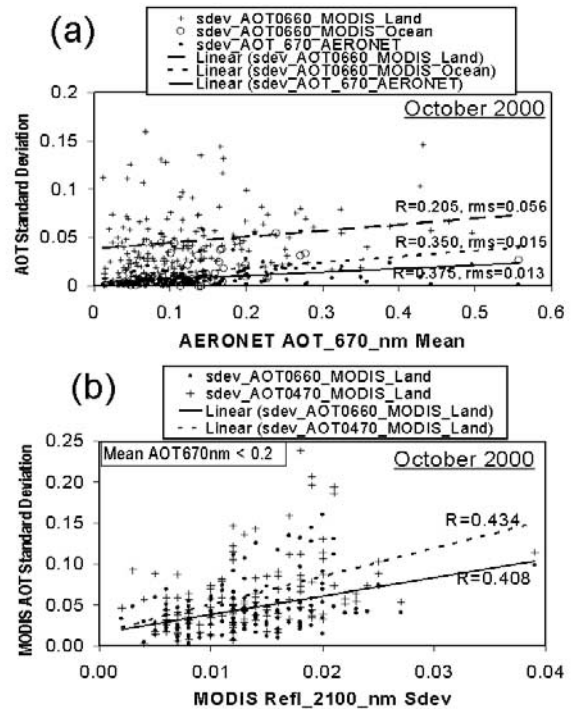 (a)
sdev_AOT0660_MODIS_Land
sdev_AOT0660_MODIS_Ocean
sdev_AOT_670_AERONET
Linear (sdev_AOT0660_MODIS_Land)
Linear (sdev_AOT0660_MODIS_Ocean)
Linear (sdev_AOT_670_AERONET)
October 2000
AOT Standard Deviation
0.2
0.15
0.1
0.05
0
R=0.205, rms=0.056
R=0.350, rms=0.015
R=0.375, rms=0.013
0 0.1 0.2 0.3 0.4 0.5 0.6
AERONET AOT_670_nm Mean
(b)
sdev_AOT0660_MODIS_Land
sdev_AOT0470_MODIS_Land
Linear (sdev_AOT0660_MODIS_Land)
Linear (sdev_AOT0470_MODIS_Land)
Mean AOT670nm < 0.2
October 2000
MODIS AOT Standard Deviation
0.25
0.20
0.15
0.10
0.05
0.00
R=0.434
R=0.408
0.00 0.01 0.02 0.03 0.04
MODIS Refl_2100_nm Sdev